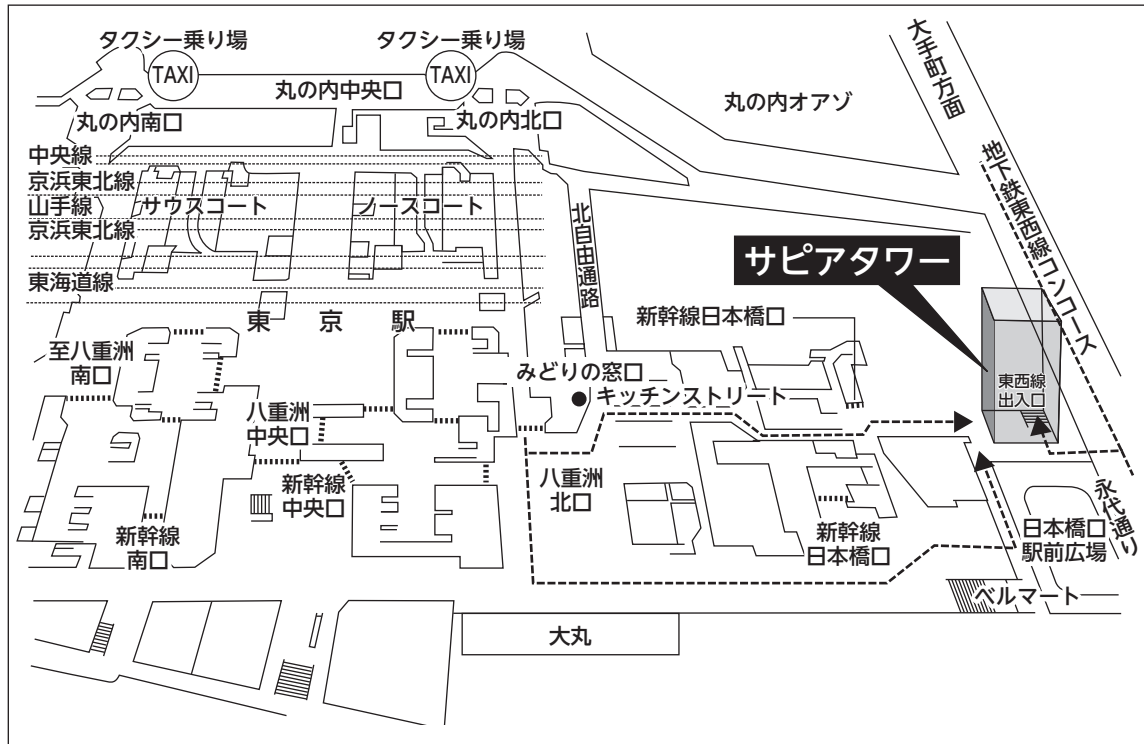 タクシー乗り場
タクシー乗り場
TAXI
TAXI
丸の内中央口
丸の内南口
丸の内北口
丸の内オアゾ
大手町方面
地下鉄東西線コンコース
中央線
京浜東北線
山手線
京浜東北線
東海道線
サウスコート
ノースコート
北自由通路
サピアタワー
東京駅
新幹線日本橋口
至八重洲
南口
みどりの窓口
キッチンストリート
東西線
出入口
八重洲
中央口
新幹線
中央口
八重洲
北口
新幹線
南口
新幹線
日本橋口
永代通り
日本橋口
駅前広場
ベルマート
大丸